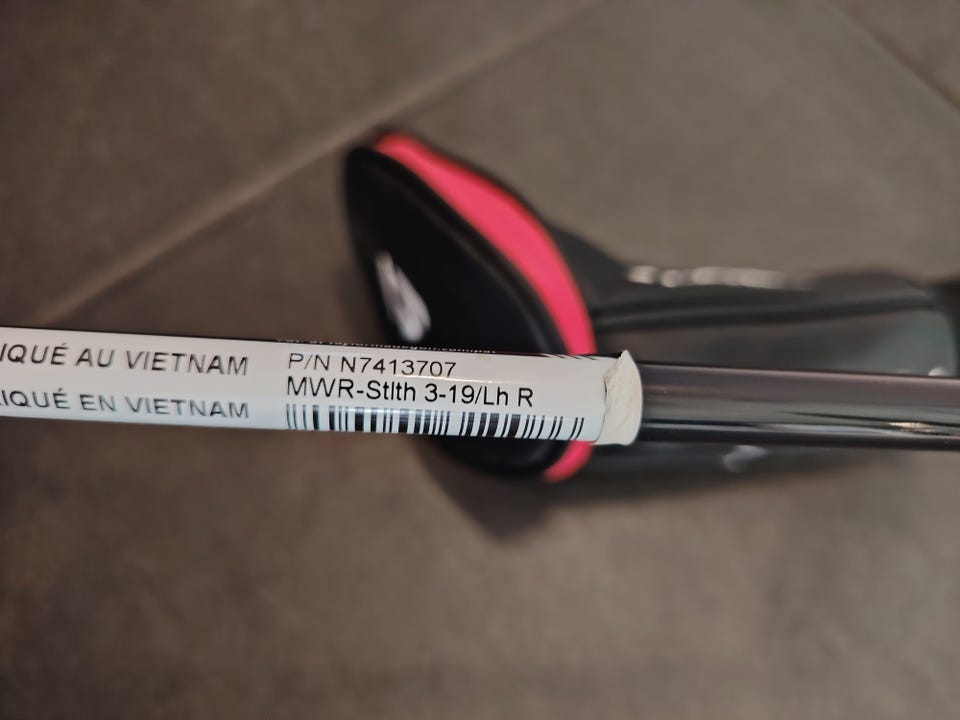 IQUÉ AU VIETNAM
IQUÉ EN VIETNAM
P/N N7413707
MWR-Stlth 3-19/Lh R